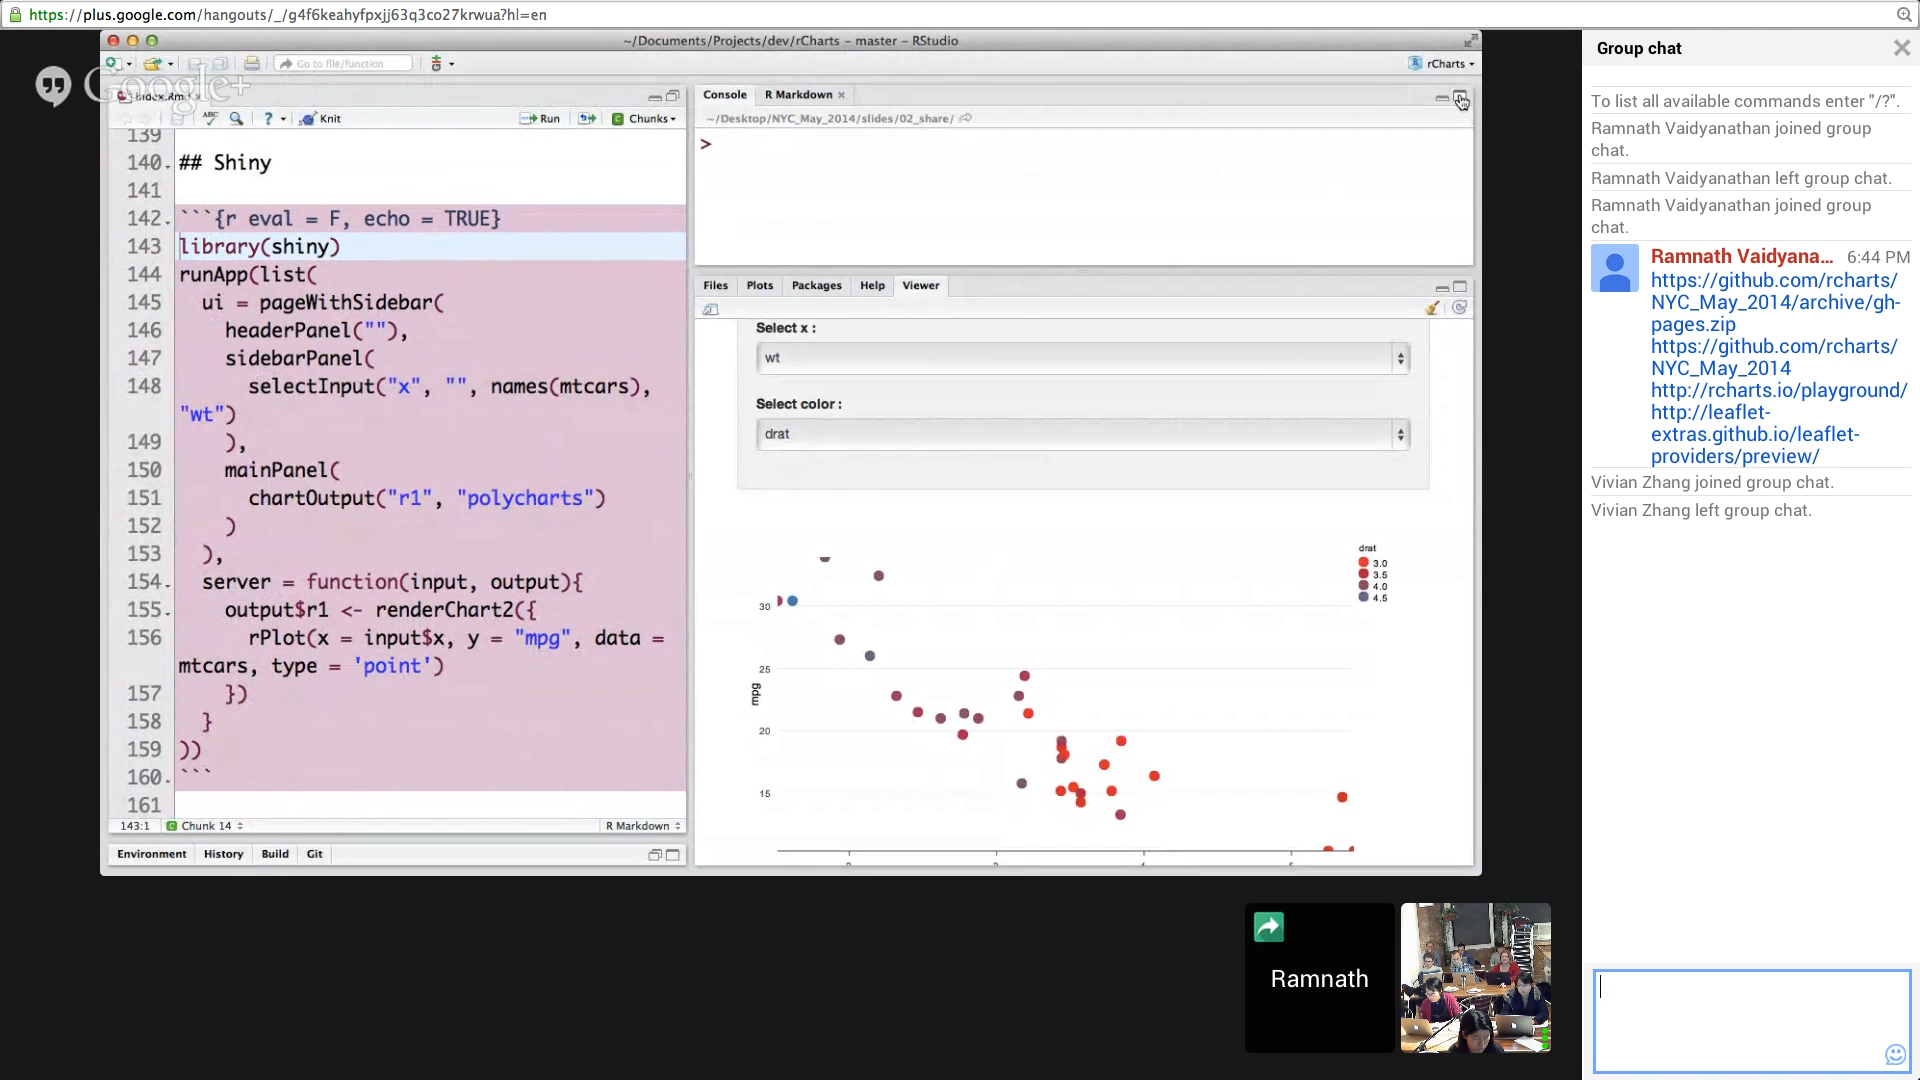 https://plus.google.com/hangouts/_/g4f6keahyfpxjj63q3co27krwua?hl=en
~/Documents/Projects/dev/rCharts - master - RStudio
Go to file/function
rCharts
Google+
index.Rmd
ABC
? Knit
Run
Chunks
139
140 ## Shiny
141
142 ```{r eval = F, echo = TRUE}
143 library(shiny)
144 runApp(list(
145 ui = pageWithSidebar(
146 headerPanel(""),
147 sidebarPanel(
148 selectInput("x", "", names(mtcars),
"wt")
149 ),
150 mainPanel(
151 chartOutput("r1", "polycharts")
152 )
153 ),
154 server = function(input, output){
155 output$r1 <- renderChart2({
156 rPlot(x = input$x, y = "mpg", data =
mtcars, type = 'point')
157 })
158 }
159 ))
160 ```
161
143:1 Chunk 14 R Markdown
Environment History Build Git
Console R Markdown
~/Desktop/NYC_May_2014/slides/02_share/
>
Files Plots Packages Help Viewer
Select x :
wt
Select color :
drat
drat
3.0
3.5
4.0
4.5
30
25
mpg
20
15
Ramnath
Group chat
To list all available commands enter "/?".
Ramnath Vaidyanathan joined group
chat.
Ramnath Vaidyanathan left group chat.
Ramnath Vaidyanathan joined group
chat.
Ramnath Vaidyana... 6:44 PM
https://github.com/rcharts/
NYC_May_2014/archive/gh-
pages.zip
https://github.com/rcharts/
NYC_May_2014
http://rcharts.io/playground/
http://leaflet-
extras.github.io/leaflet-
providers/preview/
Vivian Zhang joined group chat.
Vivian Zhang left group chat.